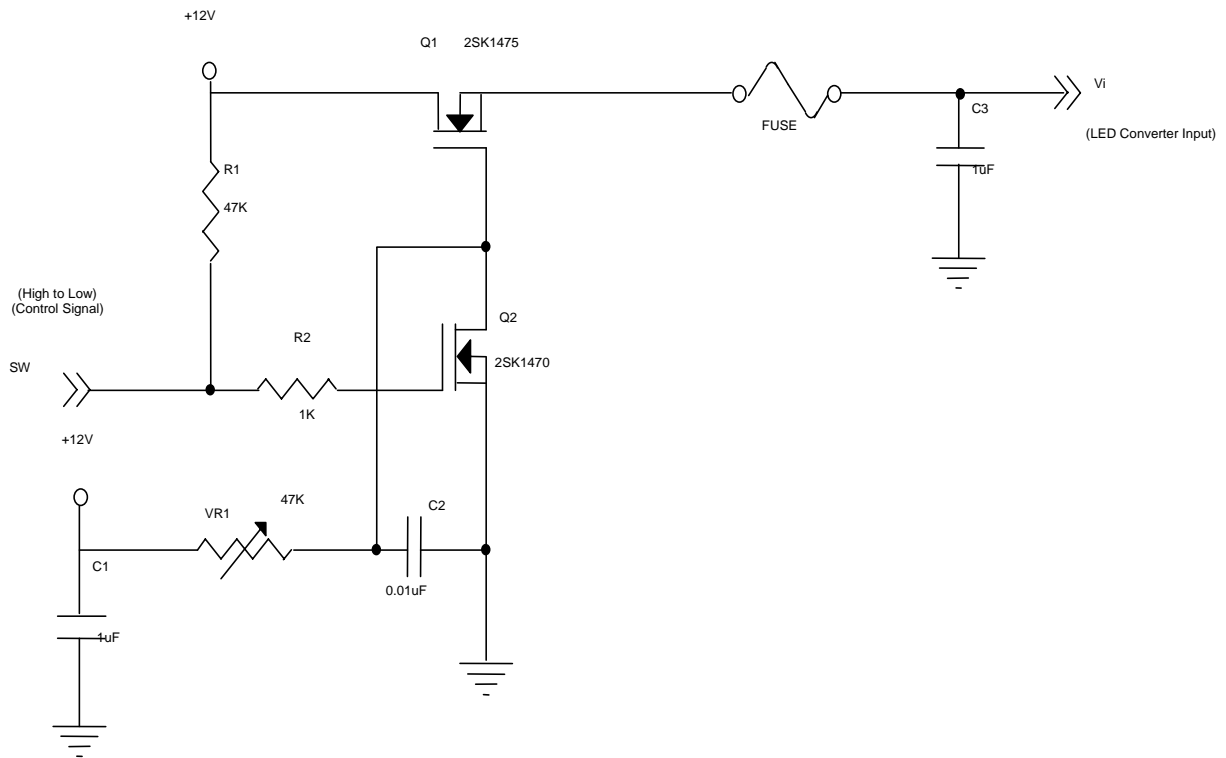 +12V
Q1 2SK1475
Vi
C3
FUSE
(LED Converter Input)
R1
1uF
47K
(High to Low)
(Control Signal)
Q2
R2
2SK1470
SW
1K
+12V
47K
C2
VR1
C1
0.01uF
1uF